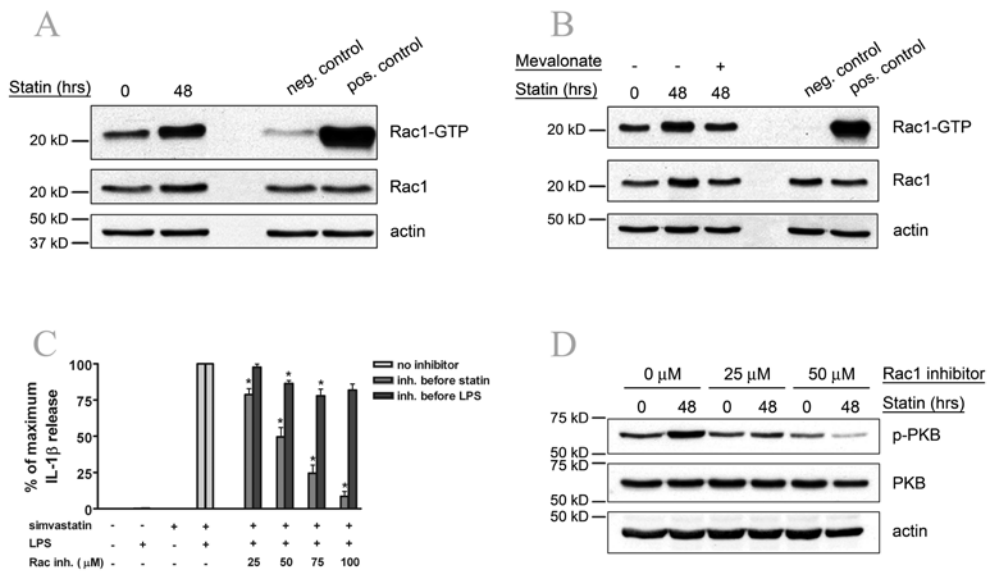 A
Statin (hrs)
0 48 neg. control pos. control
20 kD Rac1-GTP
20 kD Rac1
50 kD
37 kD actin
B
Mevalonate - - +
Statin (hrs) 0 48 48 neg. control pos. control
20 kD Rac1-GTP
20 kD Rac1
50 kD actin
C
% of maximum
IL-1β release
100
75
50
25
0
no inhibitor
inh. before statin
inh. before LPS
* * * * * * *
simvastatin - - + + + + + +
LPS - + - + + + + +
Rac inh. (µM) - - - - 25 50 75 100
D
0 µM 25 µM 50 µM Rac1 inhibitor
0 48 0 48 0 48 Statin (hrs)
75 kD
50 kD p-PKB
75 kD
50 kD PKB
50 kD actin